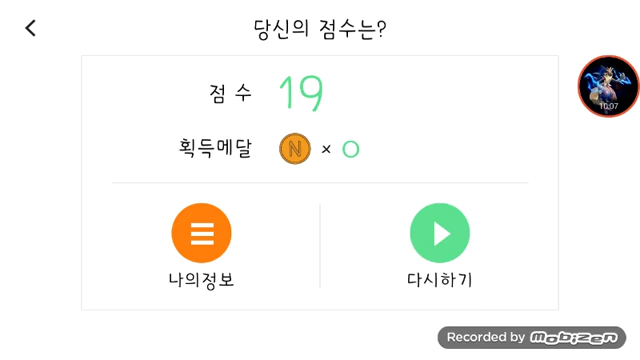 당신의 점수는?
점 수 19
획득메달 N × 0
10:07
나의정보
다시하기
Recorded by mobizen